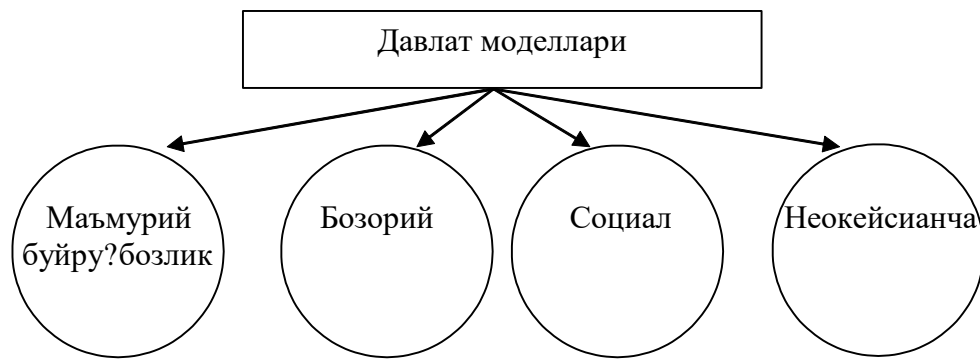 Давлат моделлари
Маъмурий
буйру?бозлик
Бозорий
Социал
Неокейсианча